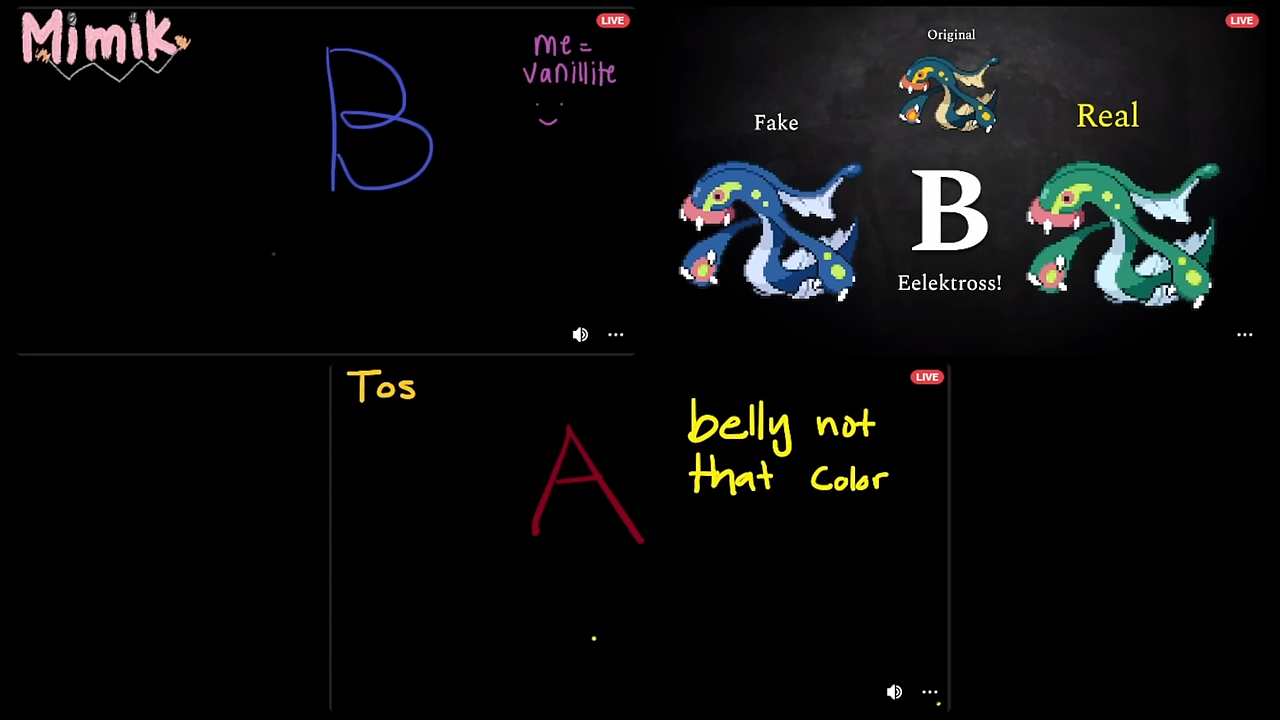 Mimik
B
me =
vanillite
LIVE
LIVE
Original
Fake
Real
B
Eelektross!
Tos
LIVE
A
belly not
that color